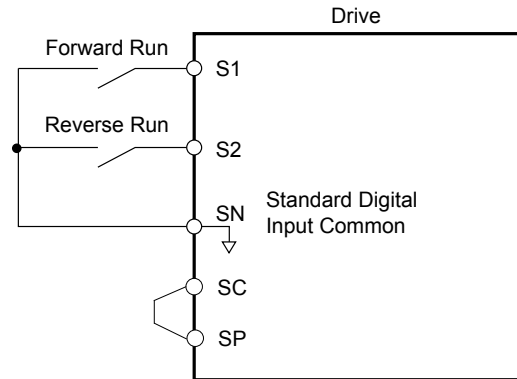 Drive
Forward Run
S1
Reverse Run
S2
SN
Standard Digital
Input Common
SC
SP